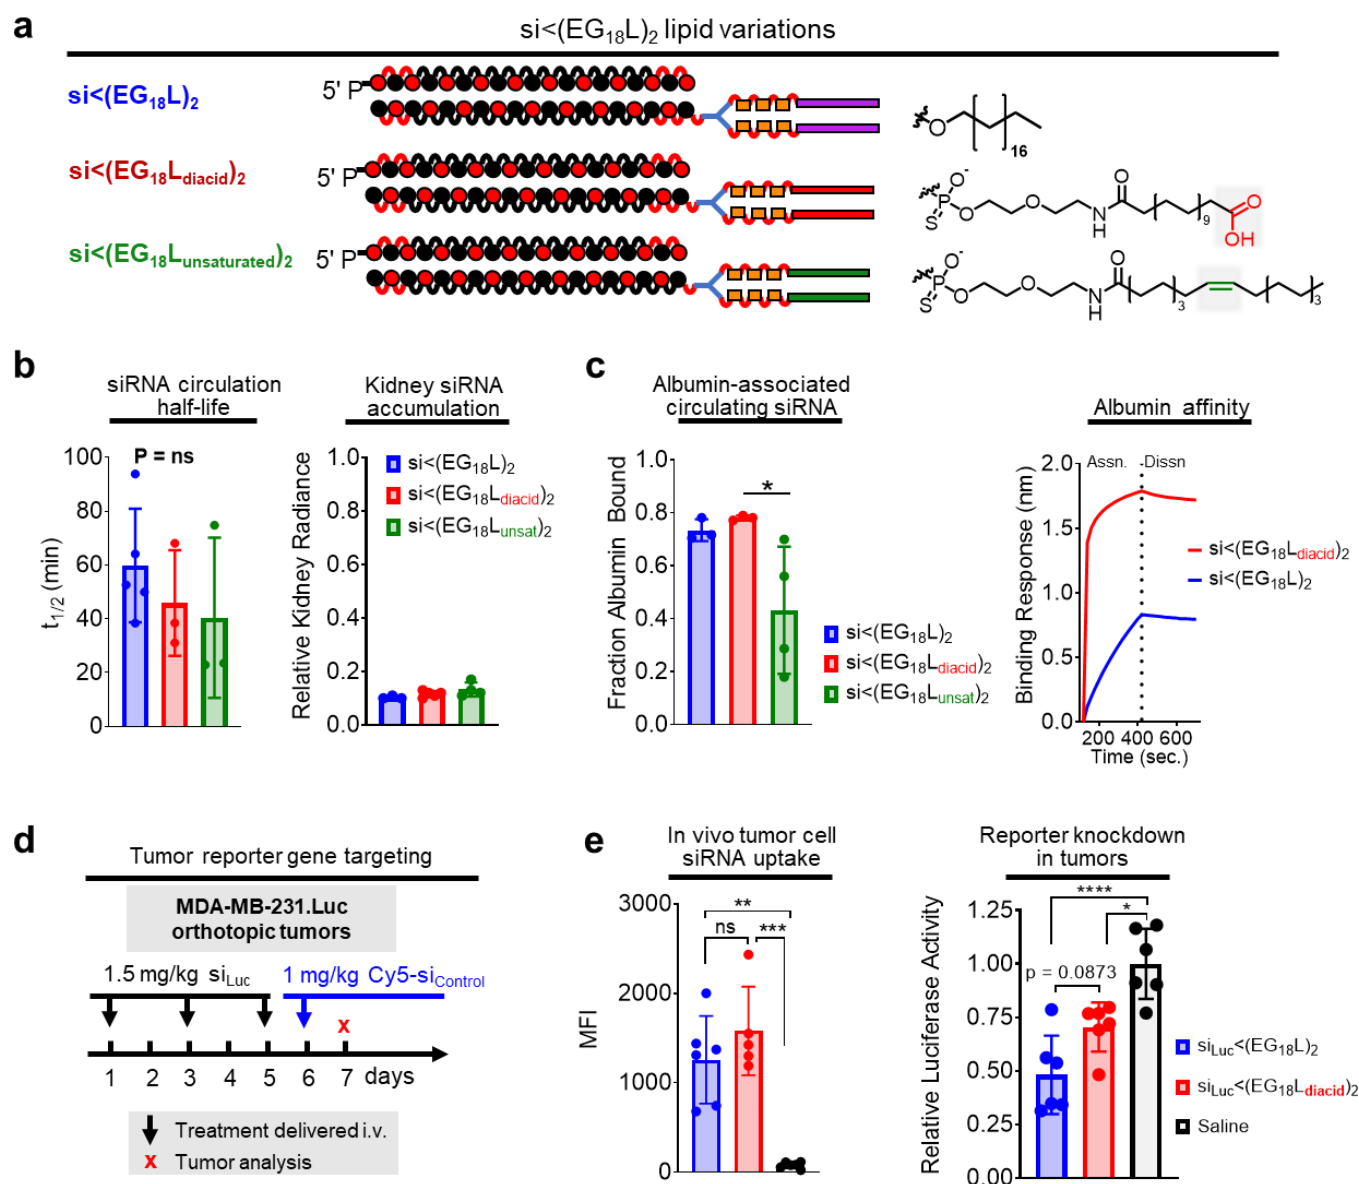 a
si<(EG18L)2 lipid variations
si<(EG18L)2
5' P
16
si<(EG18Ldiacid)2
5' P
O
O-
P
S
O
O
N
H
O
9
O
OH
si<(EG18Lunsaturated)2
5' P
O-
P
S
O
O
N
H
O
3
3
b
siRNA circulation
half-life
P = ns
t1/2 (min)
100
80
60
40
20
0
Kidney siRNA
accumulation
Relative Kidney Radiance
1.0
0.8
0.6
0.4
0.2
0.0
si<(EG18L)2
si<(EG18Ldiacid)2
si<(EG18Lunsat)2
c
Albumin-associated
circulating siRNA
Fraction Albumin Bound
1.0
0.8
0.6
0.4
0.2
0.0
*
si<(EG18L)2
si<(EG18Ldiacid)2
si<(EG18Lunsat)2
Albumin affinity
Binding Response (nm)
2.0
1.5
1.0
0.5
0.0
Assn.
Dissn
200 400 600
Time (sec.)
si<(EG18Ldiacid)2
si<(EG18L)2
d
Tumor reporter gene targeting
MDA-MB-231.Luc
orthotopic tumors
1.5 mg/kg siLuc
1 mg/kg Cy5-siControl
x
1 2 3 4 5 6 7 days
Treatment delivered i.v.
x Tumor analysis
e
In vivo tumor cell
siRNA uptake
MFI
3000
2000
1000
0
**
ns
***
Reporter knockdown
in tumors
Relative Luciferase Activity
1.25
1.00
0.75
0.50
0.25
0.00
****
*
p = 0.0873
siLuc<(EG18L)2
siLuc<(EG18Ldiacid)2
Saline